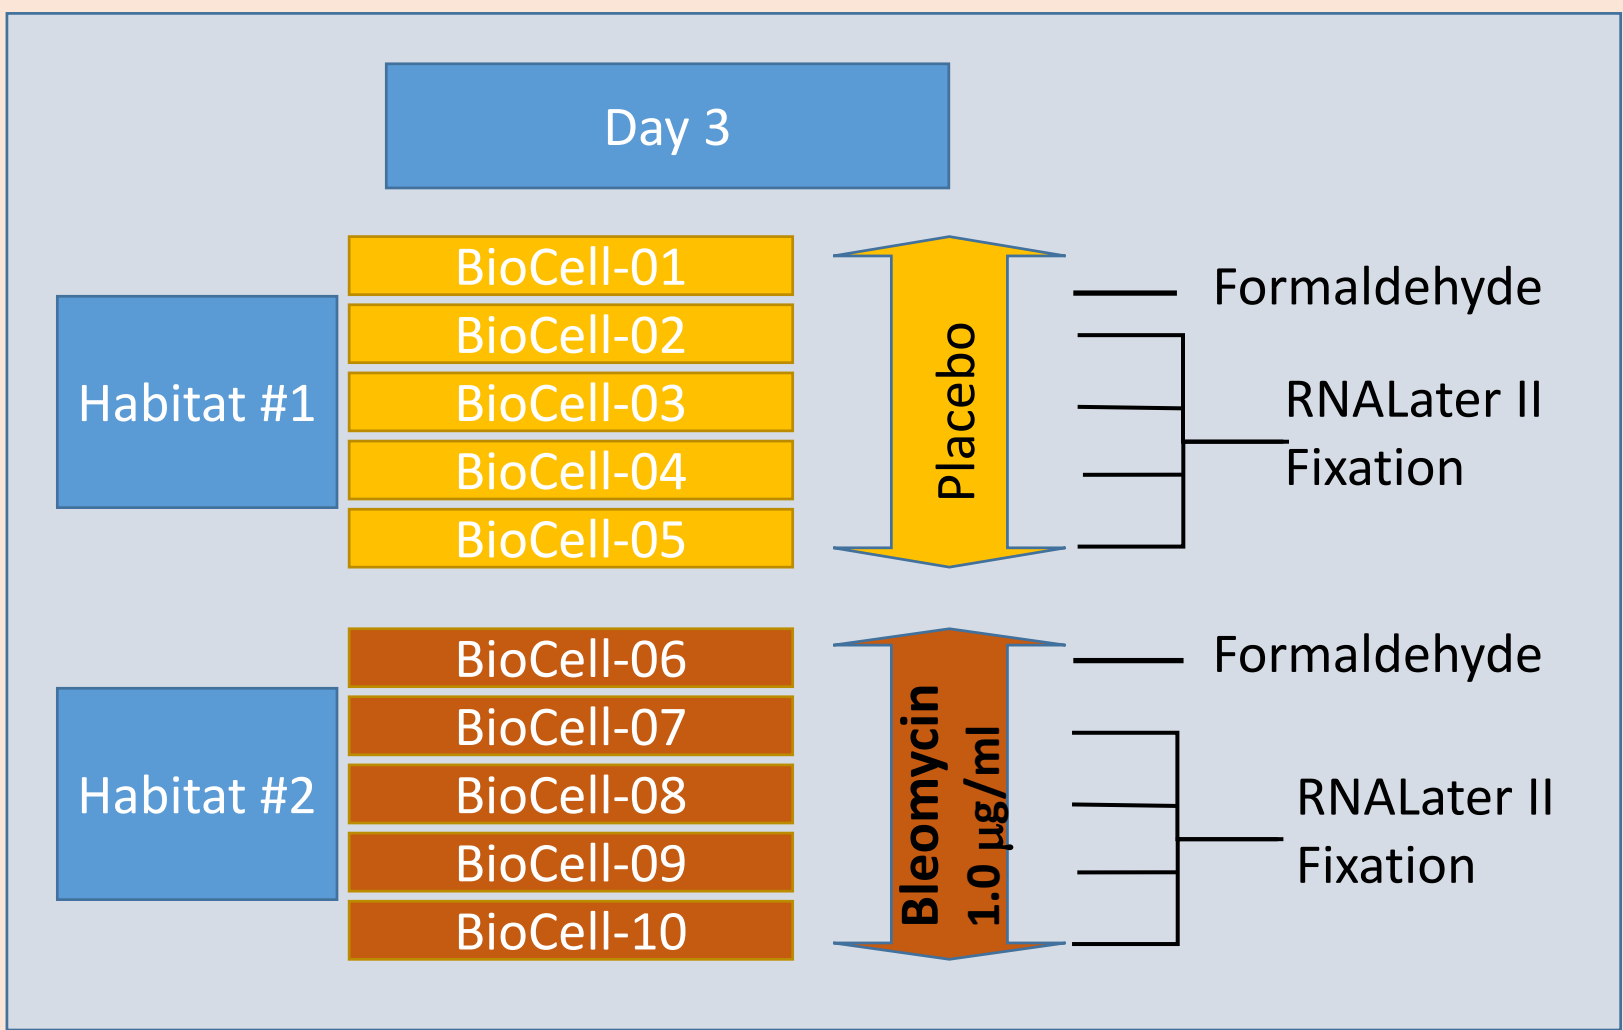 Day 3
Habitat #1
BioCell-01
BioCell-02
BioCell-03
BioCell-04
BioCell-05
Placebo
Formaldehyde
RNALater II
Fixation
Habitat #2
BioCell-06
BioCell-07
BioCell-08
BioCell-09
BioCell-10
Bleomycin
1.0 μg/ml
Formaldehyde
RNALater II
Fixation